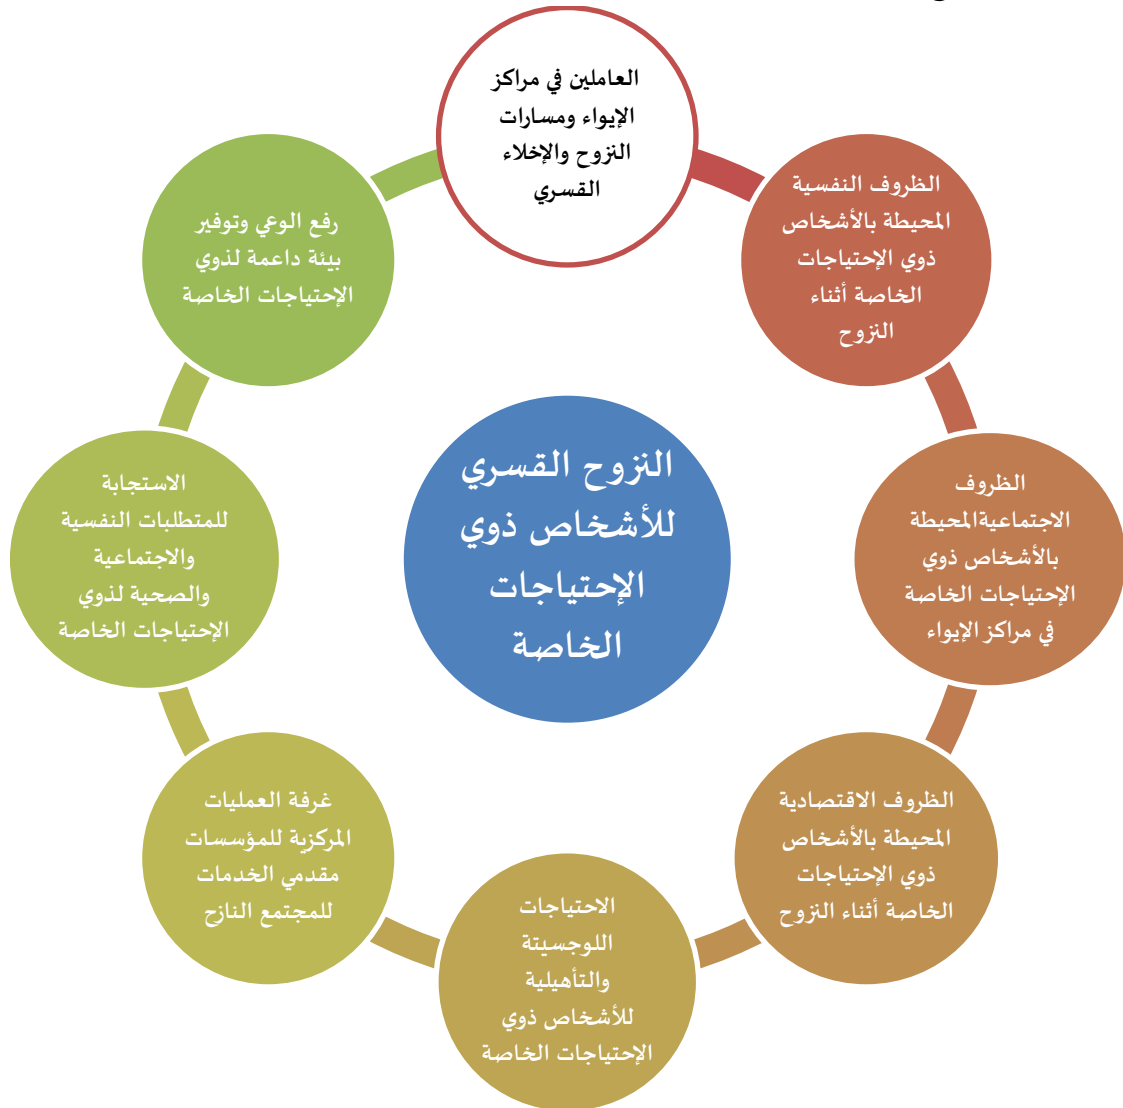 العاملين في مراكز
الإيواء ومسارات
النزوح والإخلاء
القسري
الظروف النفسية
المحيطة بالأشخاص
ذوي الإحتياجات
الخاصة أثناء
النزوح
الظروف
الاجتماعيةالمحيطة
بالأشخاص ذوي
الإحتياجات الخاصة
في مراكز الإيواء
الظروف الاقتصادية
المحيطة بالأشخاص
ذوي الإحتياجات
الخاصة أثناء النزوح
الاحتياجات
اللوجسيتة
والتأهيلية
للأشخاص ذوي
الإحتياجات الخاصة
غرفة العمليات
المركزية للمؤسسات
مقدمي الخدمات
للمجتمع النازح
الاستجابة
للمتطلبات النفسية
والاجتماعية
والصحية لذوي
الإحتياجات الخاصة
رفع الوعي وتوفير
بيئة داعمة لذوي
الإحتياجات الخاصة
النزوح القسري
للأشخاص ذوي
الإحتياجات
الخاصة